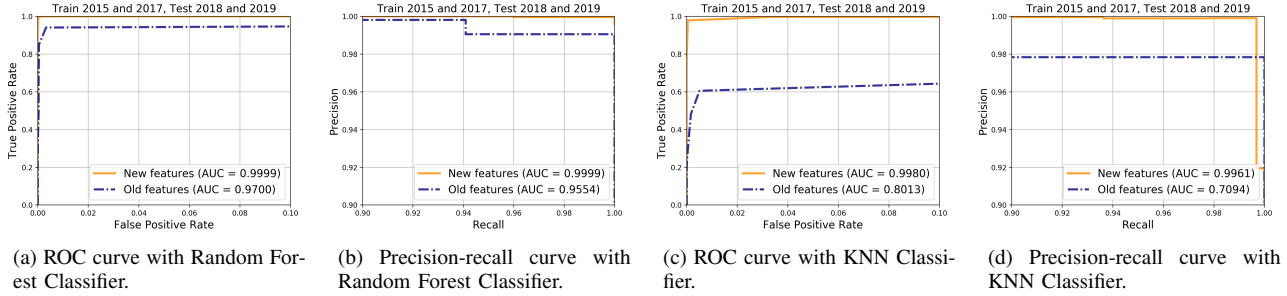 Train 2015 and 2017, Test 2018 and 2019
1.0
0.8
0.6
0.4
0.2
0.0
True Positive Rate
New features (AUC = 0.9999)
Old features (AUC = 0.9700)
0.00 0.02 0.04 0.06 0.08 0.10
False Positive Rate
(a) ROC curve with Random For-
est Classifier.
Train 2015 and 2017, Test 2018 and 2019
1.00
0.98
0.96
0.94
0.92
0.90
Precision
New features (AUC = 0.9999)
Old features (AUC = 0.9554)
0.90 0.92 0.94 0.96 0.98 1.00
Recall
(b) Precision-recall curve with
Random Forest Classifier.
Train 2015 and 2017, Test 2018 and 2019
1.0
0.8
0.6
0.4
0.2
0.0
True Positive Rate
New features (AUC = 0.9980)
Old features (AUC = 0.8013)
0.00 0.02 0.04 0.06 0.08 0.10
False Positive Rate
(c) ROC curve with KNN Classi-
fier.
Train 2015 and 2017, Test 2018 and 2019
1.00
0.98
0.96
0.94
0.92
0.90
Precision
New features (AUC = 0.9961)
Old features (AUC = 0.7094)
0.90 0.92 0.94 0.96 0.98 1.00
Recall
(d) Precision-recall curve with
KNN Classifier.